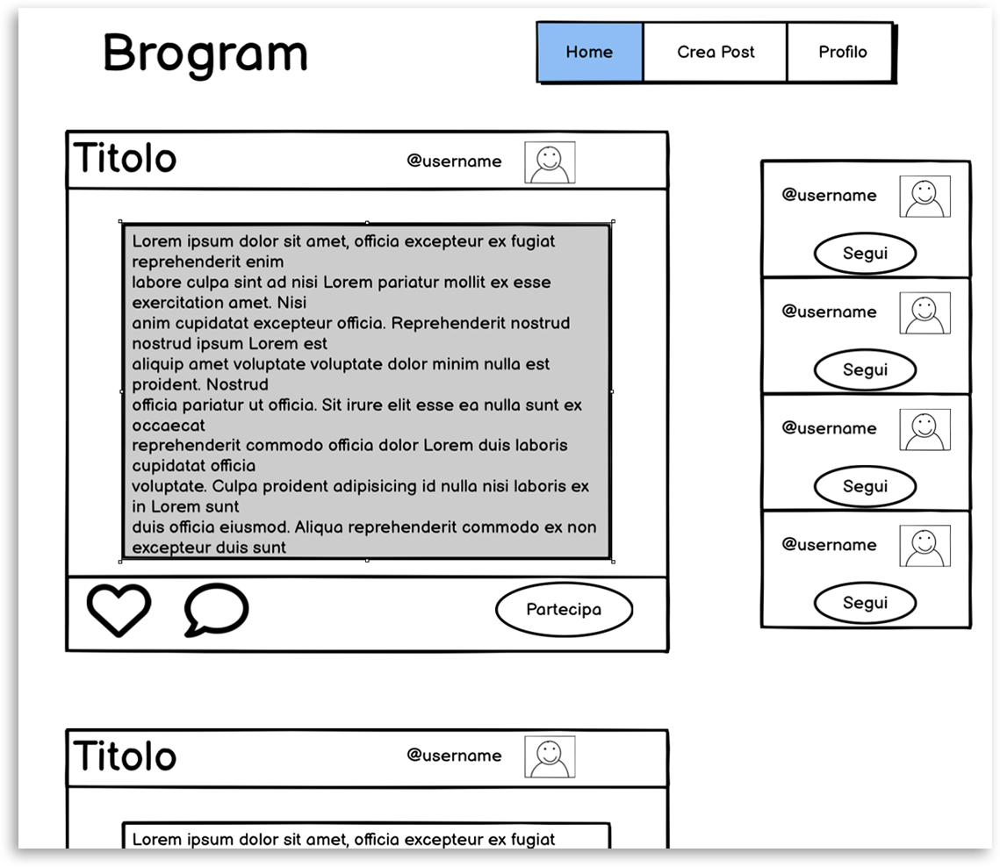 Brogram
Home
Crea Post
Profilo
Titolo
@username
Lorem ipsum dolor sit amet, officia excepteur ex fugiat
reprehenderit enim
labore culpa sint ad nisi Lorem pariatur mollit ex esse
exercitation amet. Nisi
anim cupidatat excepteur officia. Reprehenderit nostrud
nostrud ipsum Lorem est
aliquip amet voluptate voluptate dolor minim nulla est
proident. Nostrud
officia pariatur ut officia. Sit irure elit esse ea nulla sunt ex
occaecat
reprehenderit commodo officia dolor Lorem duis laboris
cupidatat officia
voluptate. Culpa proident adipisicing id nulla nisi laboris ex
in Lorem sunt
duis officia eiusmod. Aliqua reprehenderit commodo ex non
excepteur duis sunt
Partecipa
@username
Segui
@username
Segui
@username
Segui
@username
Segui
Titolo
@username
Lorem ipsum dolor sit amet, officia excepteur ex fugiat